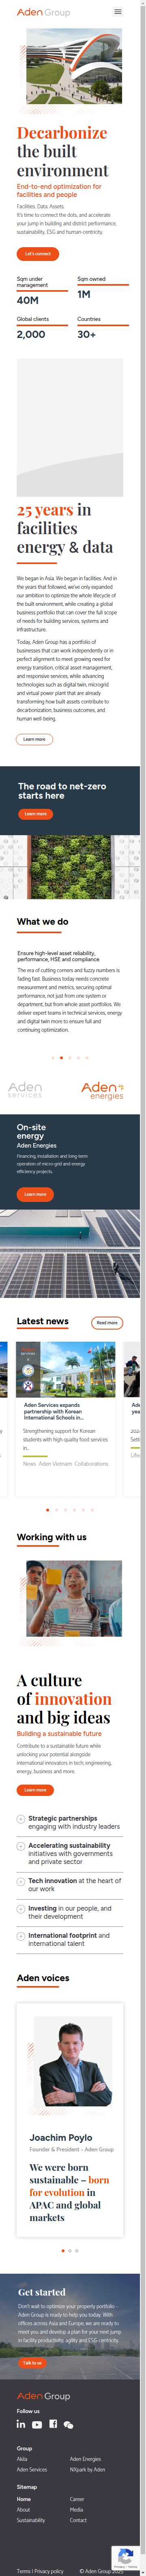 Aden Group
Decarbonize
the built
environment
End-to-end optimization for
facilities and people
Facilities. Data. Assets.
It's time to connect the dots, and accelerate
your jump in building and district performance,
sustainability, ESG and human-centricity.
Let's connect
Sqm under
management
40M
Sqm owned
1M
Global clients
2,000
Countries
30+
25 years in
facilities
energy & data
We began in Asia. We began in facilities. And in
the years that followed, we've only expanded
our ambition to optimize the whole lifecycle of
the built environment, while creating a global
business portfolio that can cover the full scope
of needs for building services, systems and
infrastructure.
Today, Aden Group has a portfolio of
businesses that can work independently or in
perfect alignment to meet growing need for
energy transition, critical asset management,
and responsive services, while advancing
technologies such as digital twin, microgrid
and virtual power plant that are already
transforming how built assets contribute to
decarbonization, business outcomes, and
human well-being.
Learn more
The road to net-zero
starts here
Learn more
What we do
Ensure high-level asset reliability,
performance, HSE and compliance
The era of cutting corners and fuzzy numbers is
fading fast. Business today needs concrete
commitment and metrics, securing optimal
performance, not just from one system or
department, but from whole asset portfolios. We
deliver expert teams in technical services, energy
and digital twin more to ensure full and
continuing optimization.
Aden
services
Aden
energies
On-site
energy
Aden Energies
Financing, installation and long-term
operation of micro-grid and energy
efficiency projects.
Learn more
Latest news
Read more
Aden Services expands
partnership with Korean
International Schools in...
Strengthening support for Korean
students with high-quality food services
in...
News Aden Vietnam Collaborations
Working with us
A culture
of innovation
and big ideas
Building a sustainable future
Contribute to a sustainable future while
unlocking your potential alongside
international innovators in tech, engineering,
energy, business and more.
Learn more
Strategic partnerships
engaging with industry leaders
Accelerating sustainability
initiatives with governments
and private sector
Tech innovation at the heart of
our work
Investing in our people, and
their development
International footprint and
international talent
Aden voices
Joachim Poylo
Founder & President - Aden Group
We were born
sustainable – born
for evolution in
APAC and global
markets
Get started
Don't wait to optimize your property portfolio -
Aden Group is ready to help you today. With
offices across Asia and Europe, we are ready to
meet you and develop a plan for your next jump
in facility productivity, agility and ESG centricity.
Talk to us
Aden Group
Follow us
Group
Akila
Aden Energies
Aden Services
NXpark by Aden
Sitemap
Home
Career
About
Media
Sustainability
Contact
Terms | Privacy policy
© Aden Group 2025
Privacy - Terms